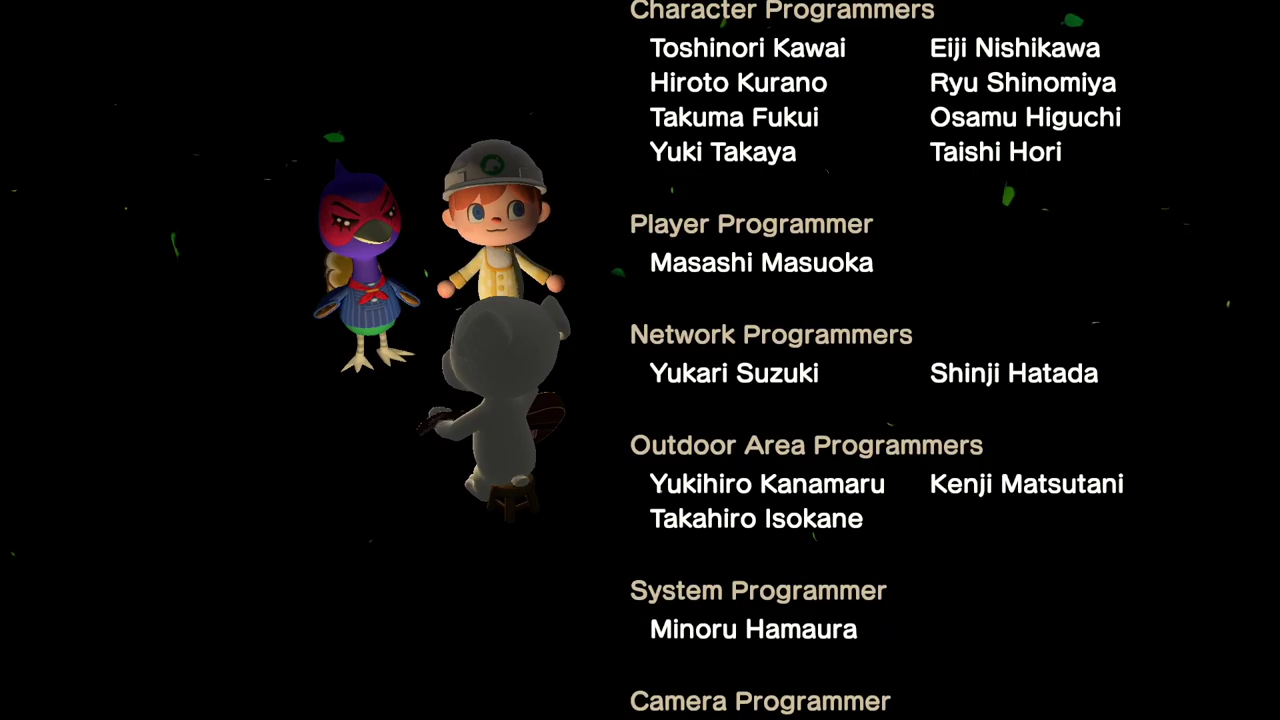 Character Programmers
Toshinori Kawai Eiji Nishikawa
Hiroto Kurano Ryu Shinomiya
Takuma Fukui Osamu Higuchi
Yuki Takaya Taishi Hori
Player Programmer
Masashi Masuoka
Network Programmers
Yukari Suzuki Shinji Hatada
Outdoor Area Programmers
Yukihiro Kanamaru Kenji Matsutani
Takahiro Isokane
System Programmer
Minoru Hamaura
Camera Programmer